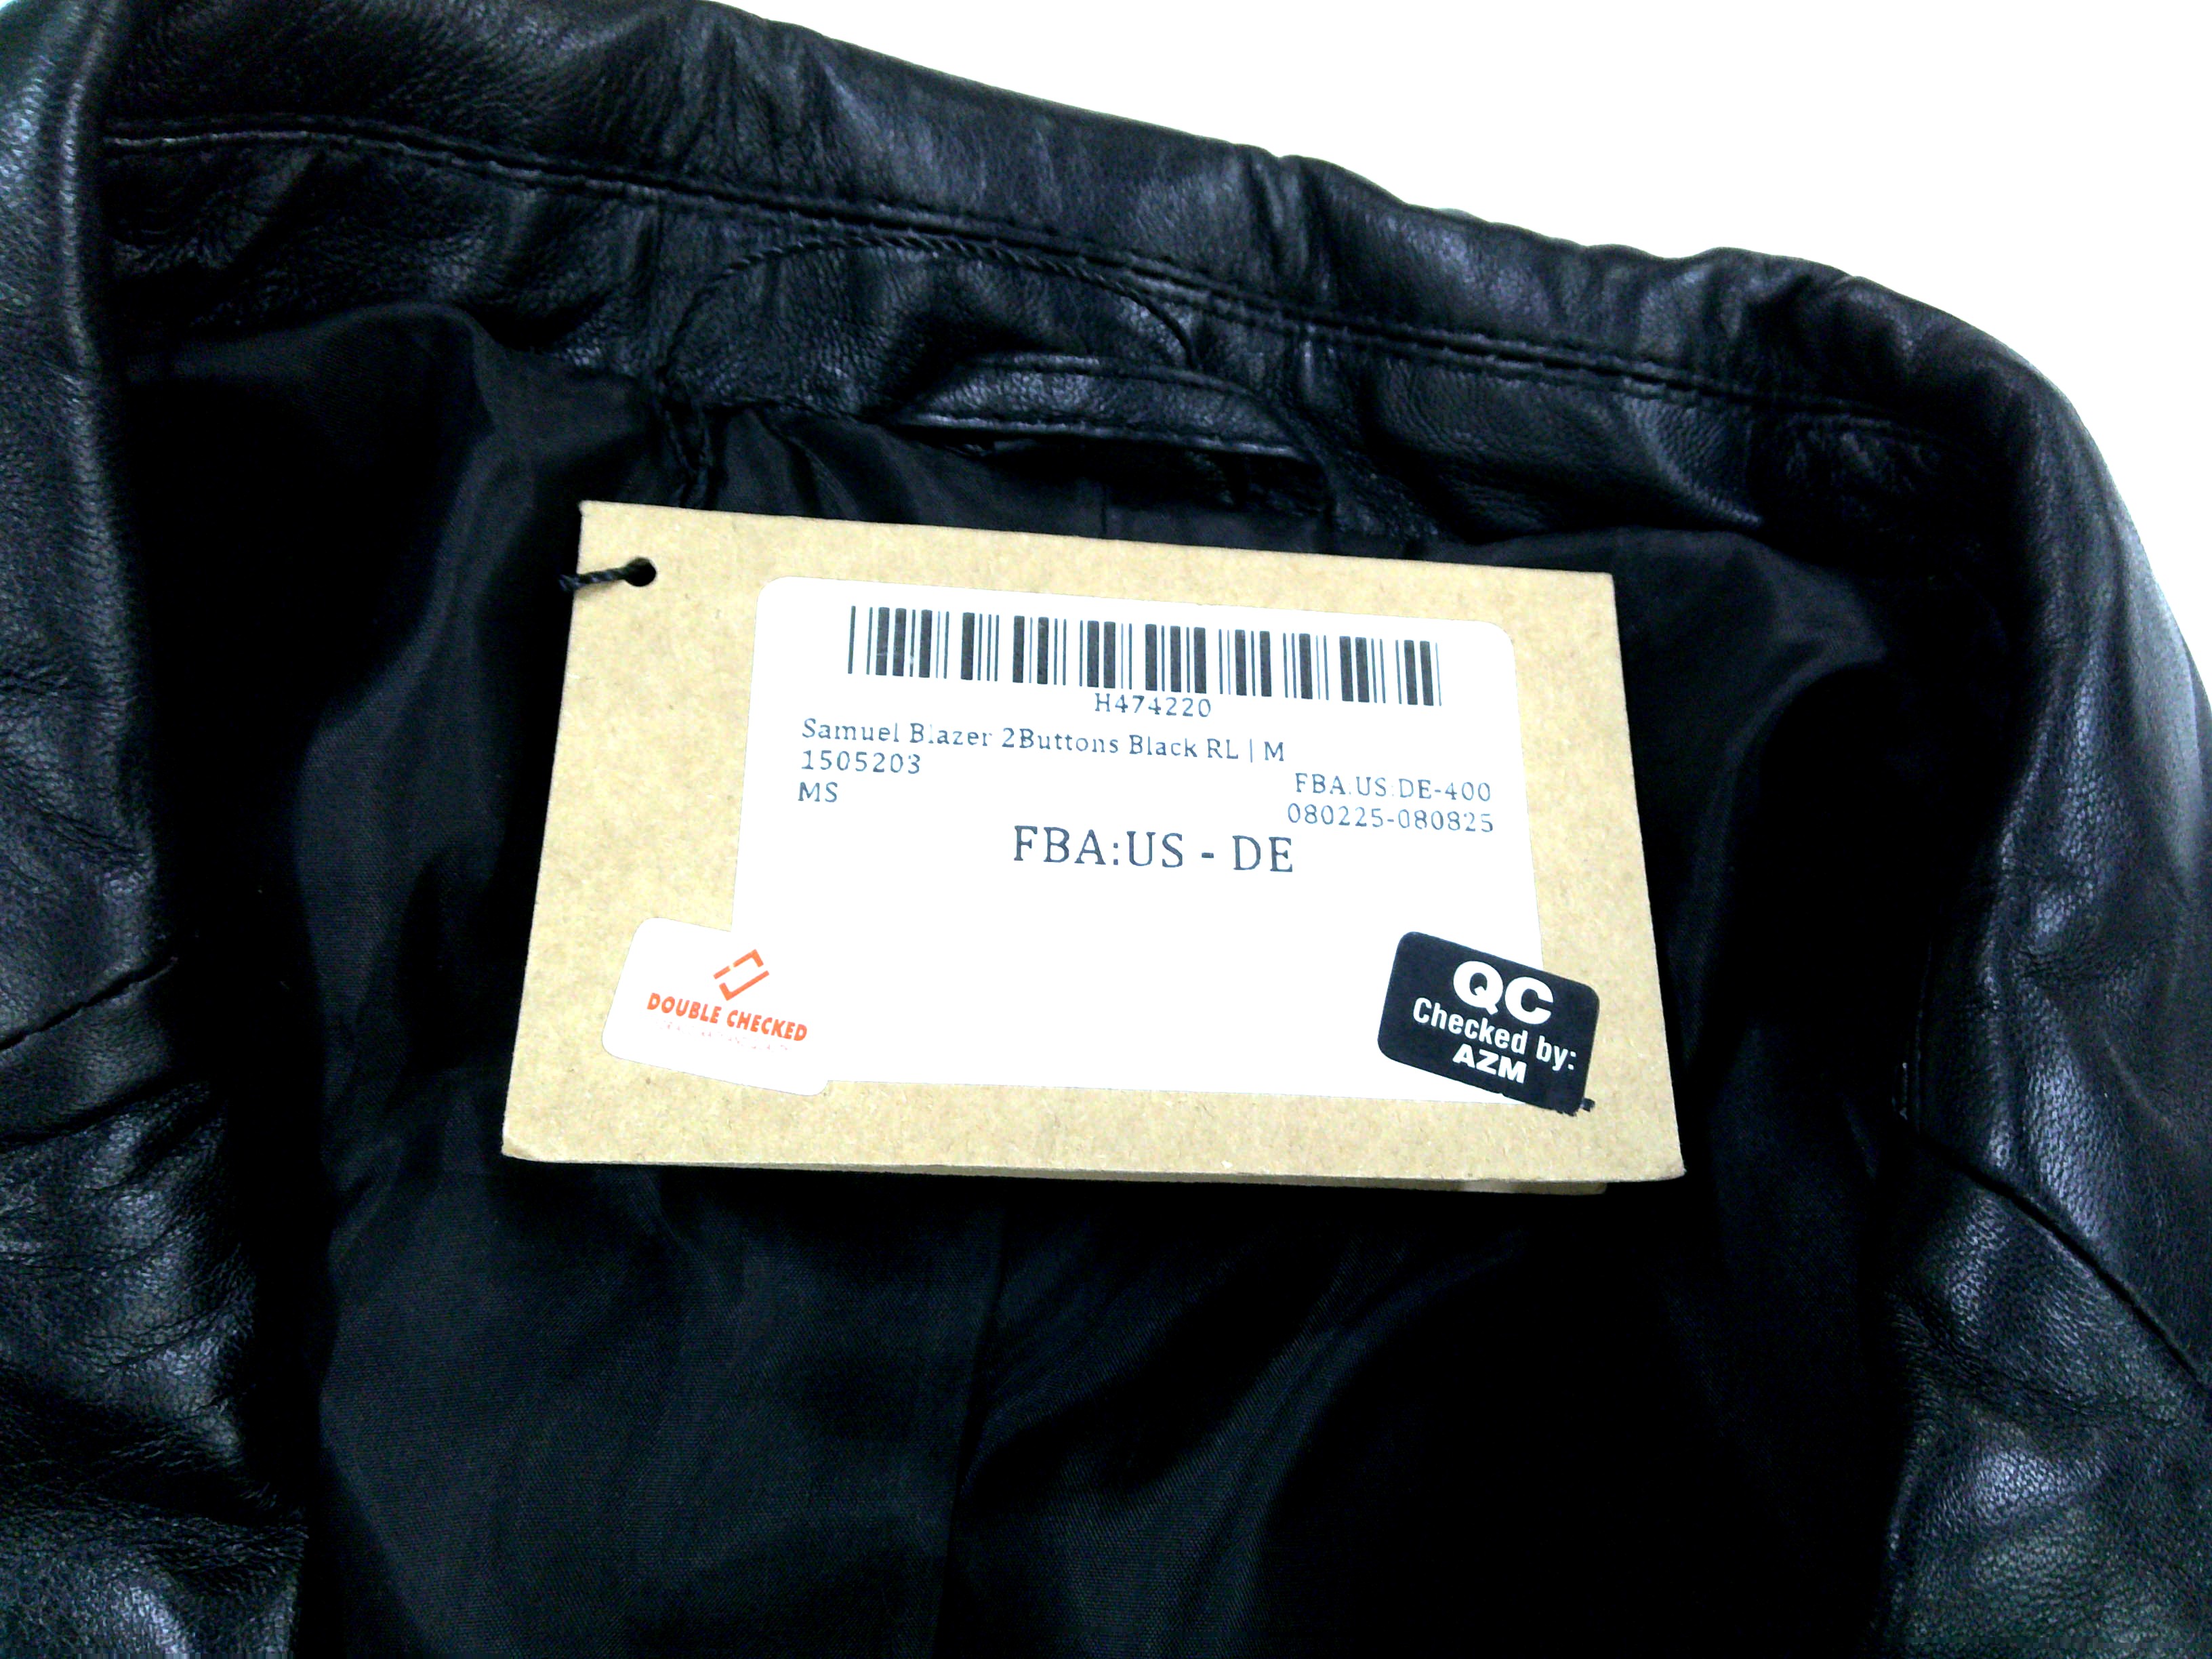 H474220
Samuel Blazer 2Buttons Black RL | M
1505203
FBA:US:DE-400
MS
080225-080825
FBA:US - DE
DOUBLE CHECKED
QC
Checked by:
AZM